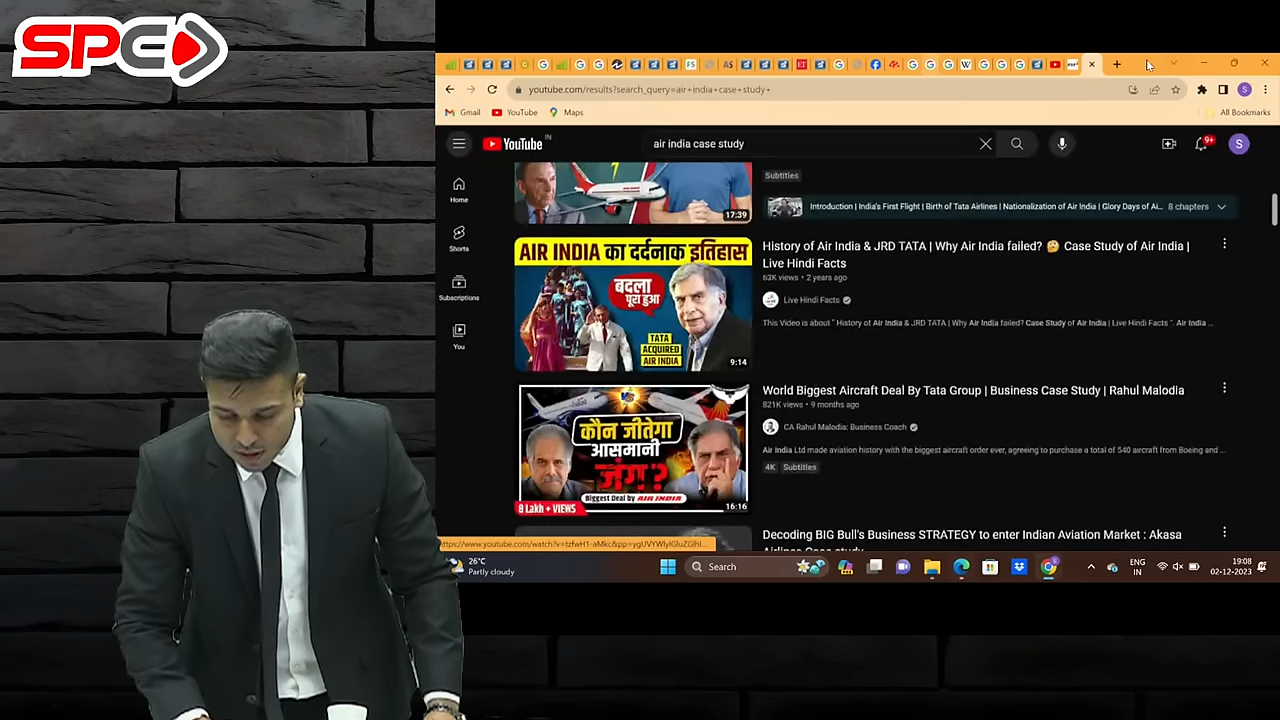 SPC
youtube.com/results?search_query=air+india+case+study+
Gmail YouTube Maps All Bookmarks
YouTube IN
air india case study
9+
S
Home
Shorts
Subscriptions
You
17:39
Subtitles
Introduction | India's First Flight | Birth of Tata Airlines | Nationalization of Air India | Glory Days of Ai... 8 chapters
AIR INDIA का दर्दनाक इतिहास
बदला
पूरा हुआ
TATA
ACQUIRED
AIR INDIA
9:14
History of Air India & JRD TATA | Why Air India failed? 🤔 Case Study of Air India |
Live Hindi Facts
63K views • 2 years ago
Live Hindi Facts
This Video is about " History of Air India & JRD TATA | Why Air India failed? Case Study of Air India | Live Hindi Facts ". Air India ...
कौन जीतेगा
आसमानी
जंग?
Biggest Deal by AIR INDIA
8 Lakh + VIEWS
16:16
World Biggest Aircraft Deal By Tata Group | Business Case Study | Rahul Malodia
821K views • 9 months ago
CA Rahul Malodia: Business Coach
Air India Ltd made aviation history with the biggest aircraft order ever, agreeing to purchase a total of 540 aircraft from Boeing and ...
4K Subtitles
Decoding BIG Bull's Business STRATEGY to enter Indian Aviation Market : Akasa
Airlines Case study
26°C
Partly cloudy
Search
ENG
IN
19:08
02-12-2023